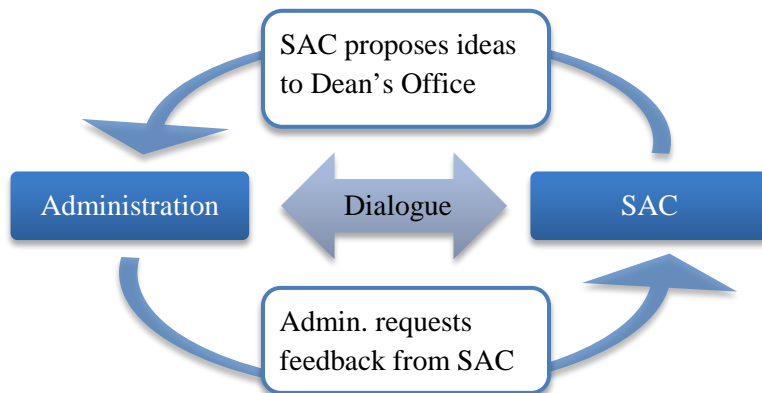 SAC proposes ideas
to Dean’s Office
Administration
Dialogue
SAC
Admin. requests
feedback from SAC